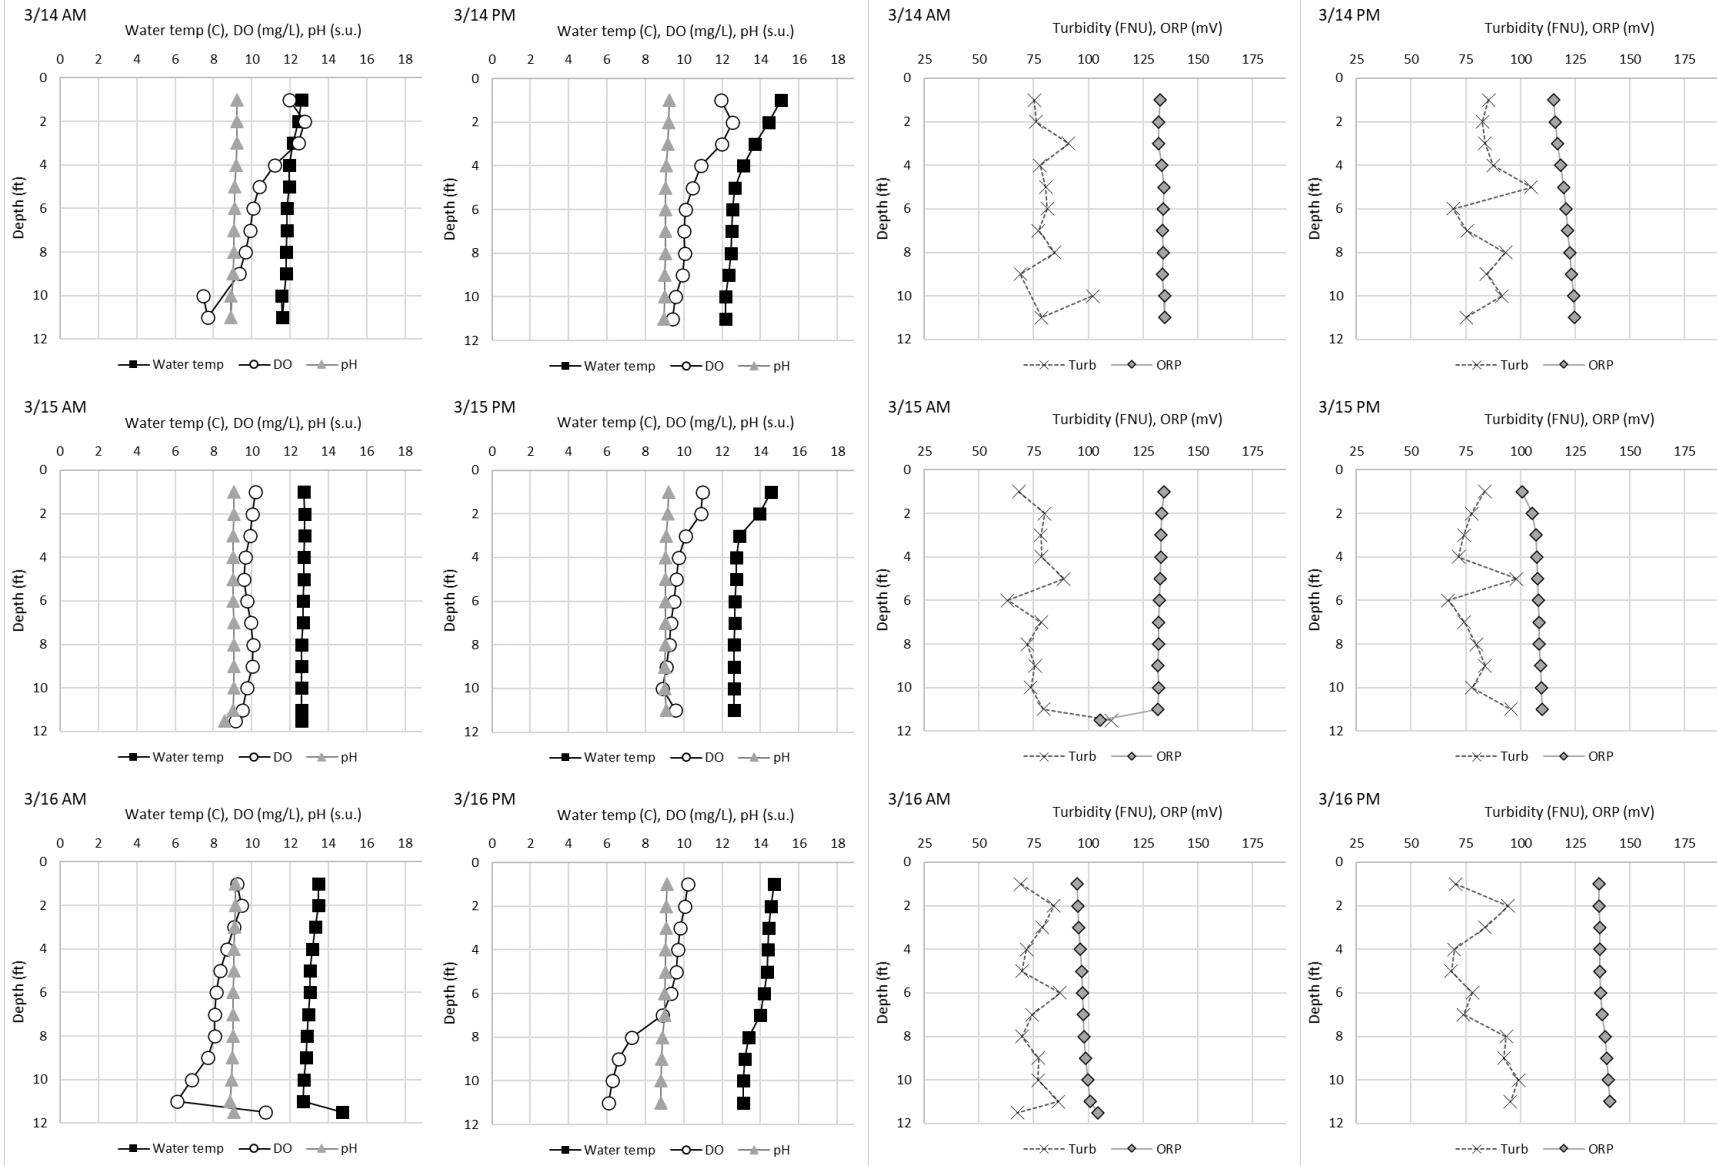 3/14 AM
Water temp (C), DO (mg/L), pH (s.u.)
0 2 4 6 8 10 12 14 16 18
0
2
4
6
8
10
12
Depth (ft)
Water temp DO pH
3/14 PM
Water temp (C), DO (mg/L), pH (s.u.)
0 2 4 6 8 10 12 14 16 18
0
2
4
6
8
10
12
Depth (ft)
Water temp DO pH
3/14 AM
Turbidity (FNU), ORP (mV)
25 50 75 100 125 150 175
0
2
4
6
8
10
12
Depth (ft)
Turb ORP
3/14 PM
Turbidity (FNU), ORP (mV)
25 50 75 100 125 150 175
0
2
4
6
8
10
12
Depth (ft)
Turb ORP
3/15 AM
Water temp (C), DO (mg/L), pH (s.u.)
0 2 4 6 8 10 12 14 16 18
0
2
4
6
8
10
12
Depth (ft)
Water temp DO pH
3/15 PM
Water temp (C), DO (mg/L), pH (s.u.)
0 2 4 6 8 10 12 14 16 18
0
2
4
6
8
10
12
Depth (ft)
Water temp DO pH
3/15 AM
Turbidity (FNU), ORP (mV)
25 50 75 100 125 150 175
0
2
4
6
8
10
12
Depth (ft)
Turb ORP
3/15 PM
Turbidity (FNU), ORP (mV)
25 50 75 100 125 150 175
0
2
4
6
8
10
12
Depth (ft)
Turb ORP
3/16 AM
Water temp (C), DO (mg/L), pH (s.u.)
0 2 4 6 8 10 12 14 16 18
0
2
4
6
8
10
12
Depth (ft)
Water temp DO pH
3/16 PM
Water temp (C), DO (mg/L), pH (s.u.)
0 2 4 6 8 10 12 14 16 18
0
2
4
6
8
10
12
Depth (ft)
Water temp DO pH
3/16 AM
Turbidity (FNU), ORP (mV)
25 50 75 100 125 150 175
0
2
4
6
8
10
12
Depth (ft)
Turb ORP
3/16 PM
Turbidity (FNU), ORP (mV)
25 50 75 100 125 150 175
0
2
4
6
8
10
12
Depth (ft)
Turb ORP